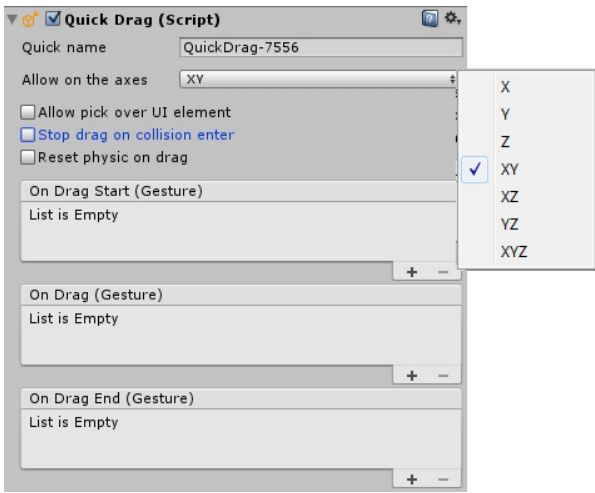 Quick Drag (Script)
Quick name QuickDrag-7556
Allow on the axes XY
Allow pick over UI element
Stop drag on collision enter
Reset physic on drag
On Drag Start (Gesture)
List is Empty
On Drag (Gesture)
List is Empty
On Drag End (Gesture)
List is Empty
X
Y
Z
XY
XZ
YZ
XYZ